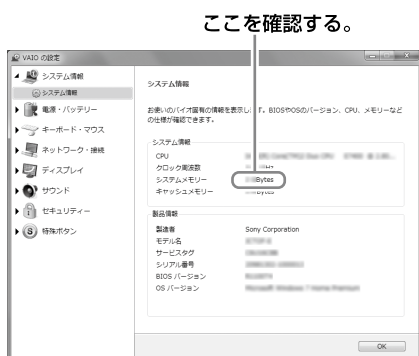 ここを確認する。
VAIO の設定
システム情報
システム情報
電源・バッテリー
キーボード・マウス
ネットワーク・接続
ディスプレイ
サウンド
セキュリティー
特殊ボタン
システム情報
お使いのバイオ固有の情報を表示します。BIOSやOSのバージョン、CPU、メモリーなど
の仕様が確認できます。
システム情報
CPU
クロック周波数 Hz
システムメモリー Bytes
キャッシュメモリー Bytes
製品情報
製造者 Sony Corporation
モデル名
サービスタグ
シリアル番号
BIOS バージョン
OS バージョン
OK